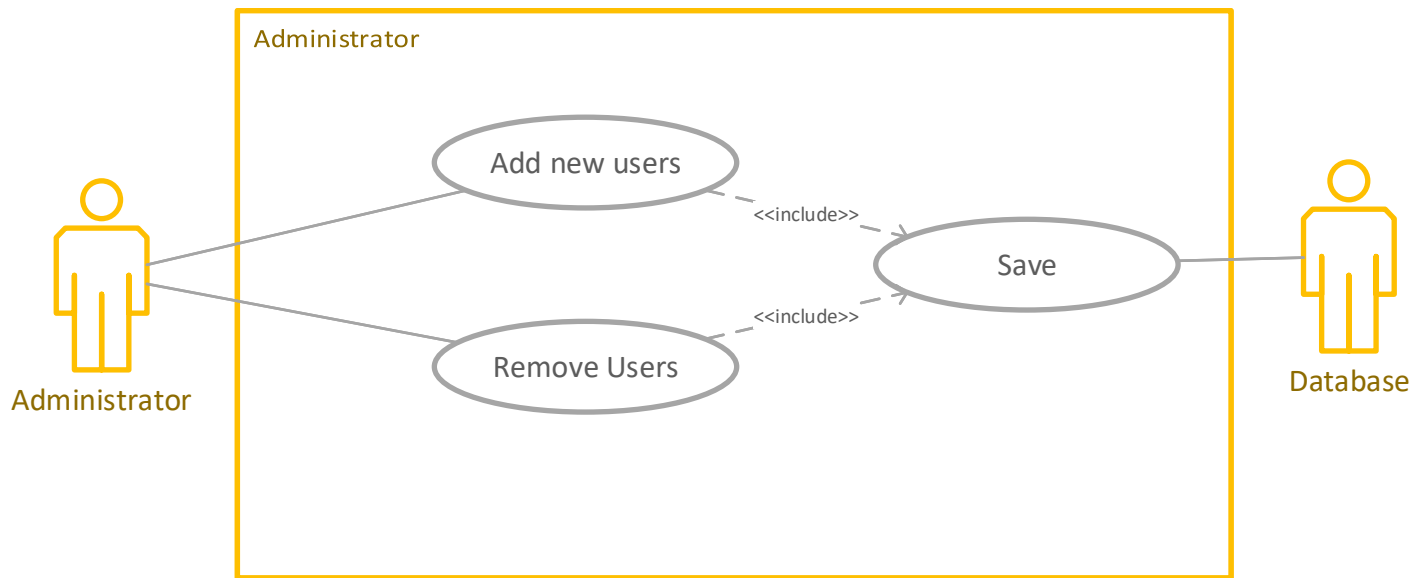 Administrator
Add new users
<<include>>
Save
<<include>>
Remove Users
Administrator
Database